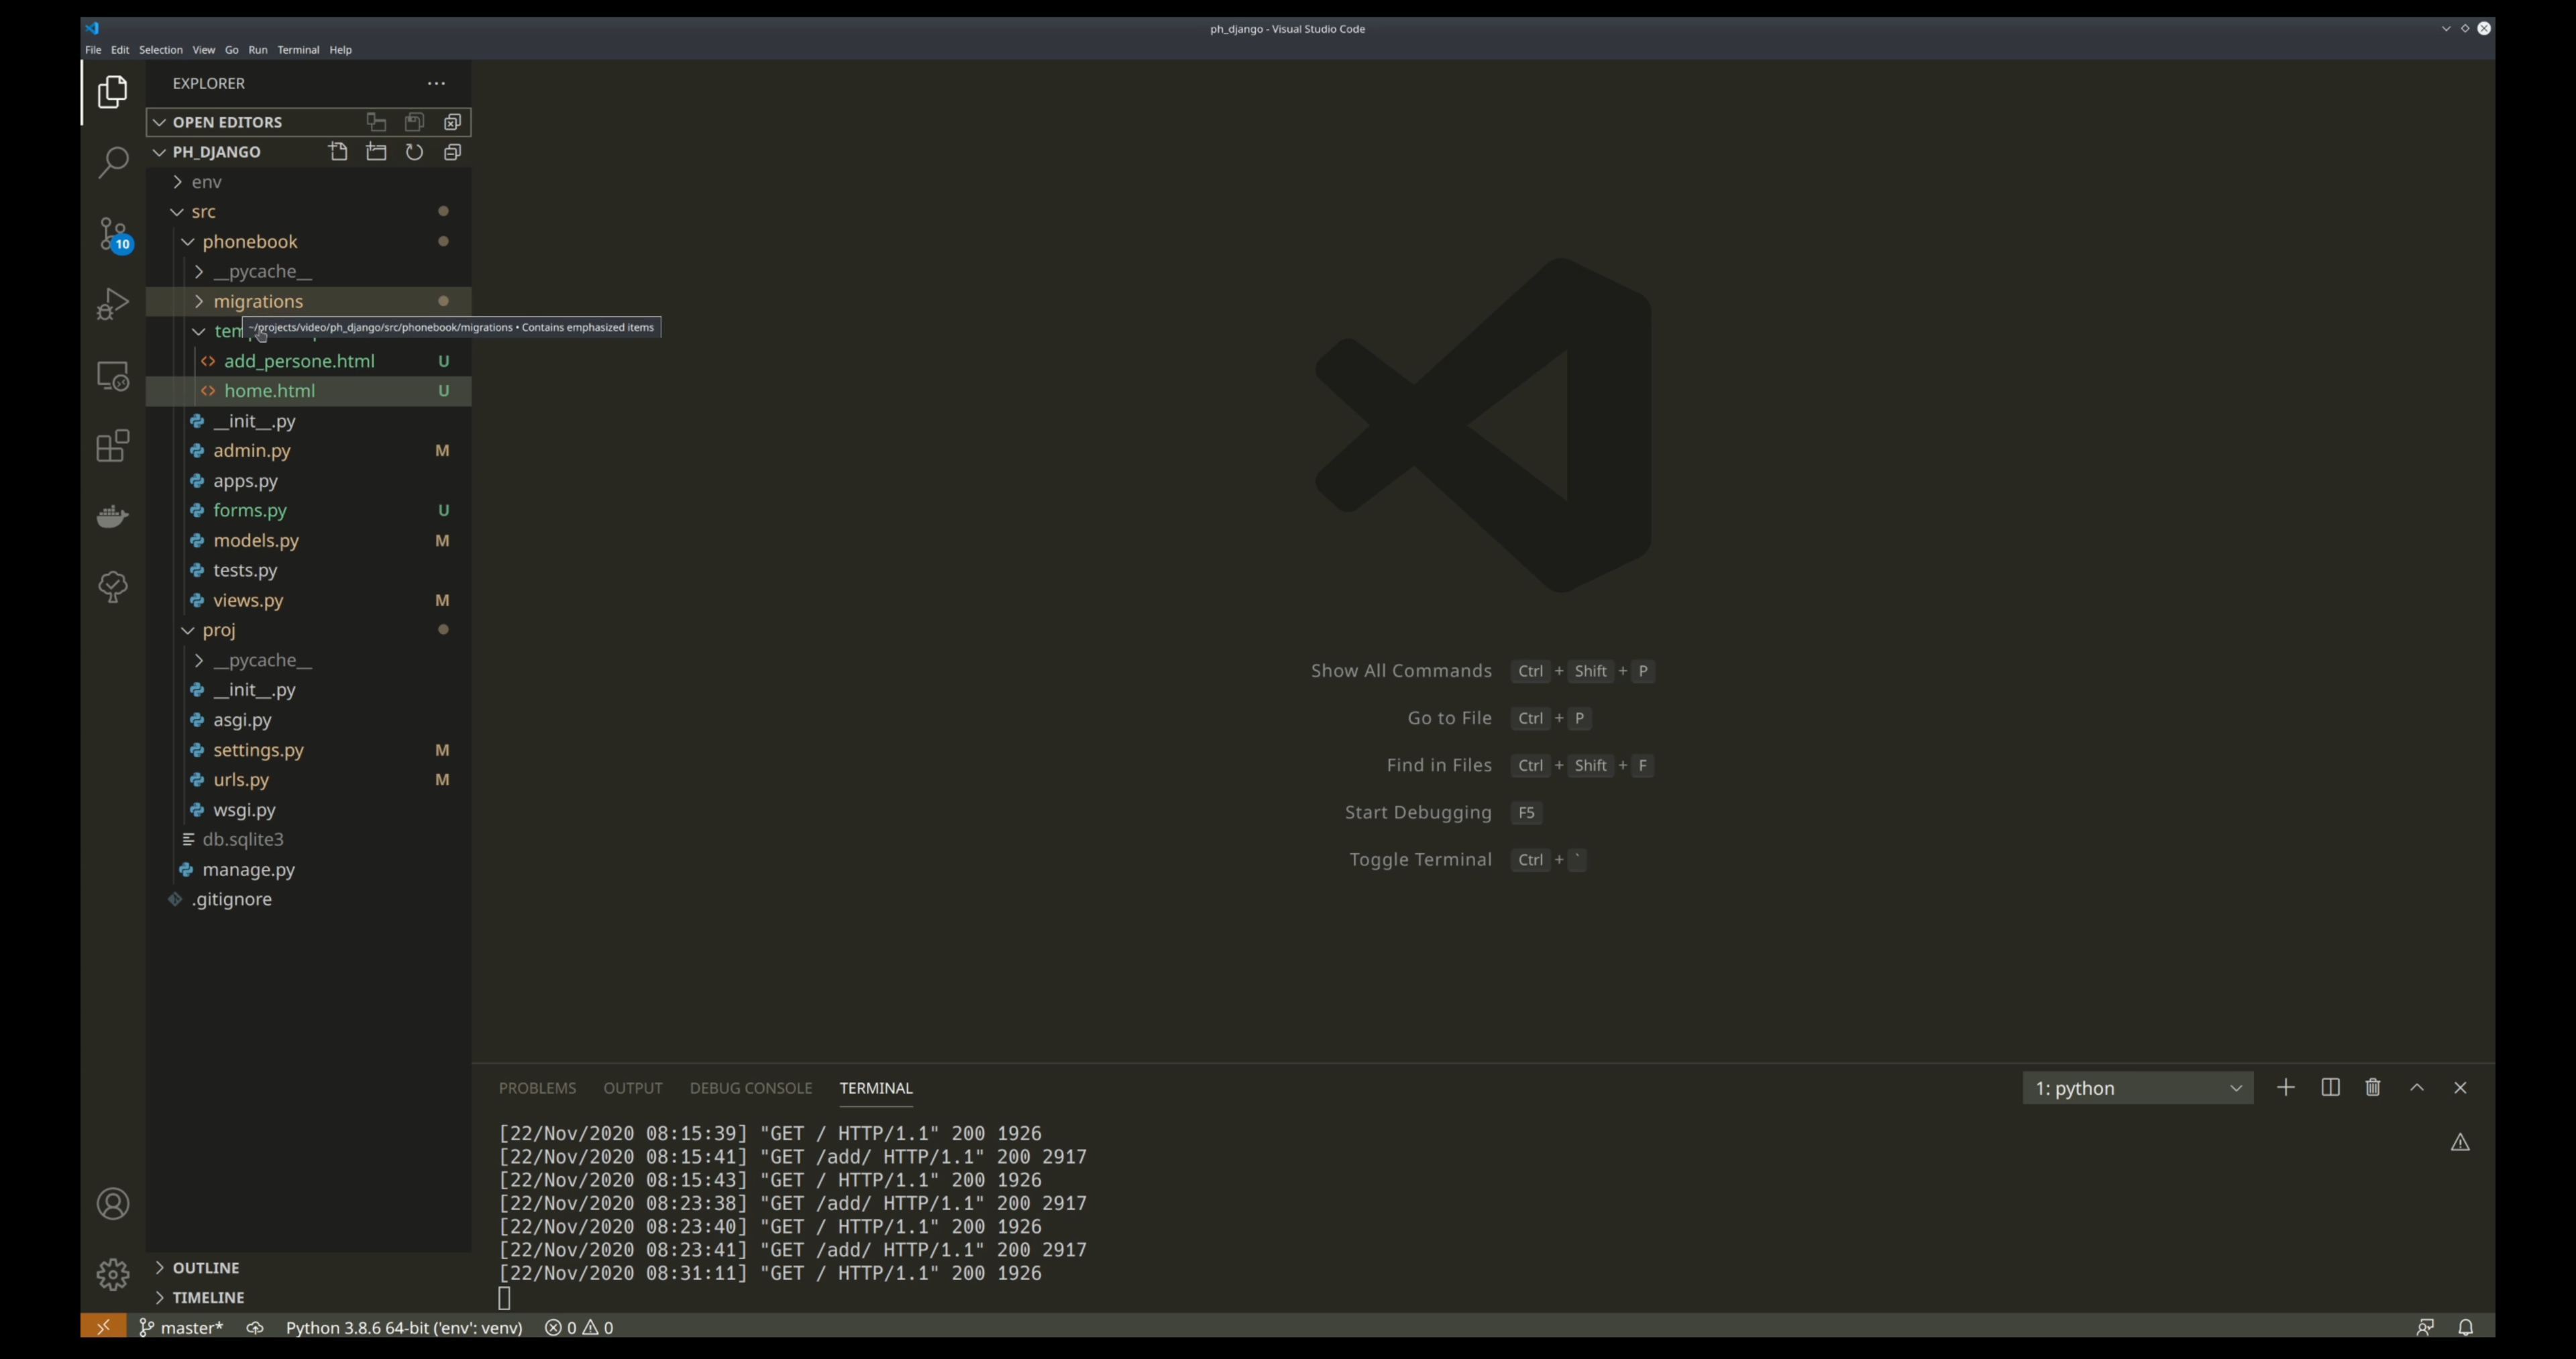 ph_django - Visual Studio Code
File Edit Selection View Go Run Terminal Help
EXPLORER
OPEN EDITORS
PH_DJANGO
env
src
10
phonebook
__pycache__
migrations
~/projects/video/ph_django/src/phonebook/migrations • Contains emphasized items
add_persone.html U
home.html U
__init__.py
admin.py M
apps.py
forms.py U
models.py M
tests.py
views.py M
proj
__pycache__
__init__.py
asgi.py
settings.py M
urls.py M
wsgi.py
db.sqlite3
manage.py
.gitignore
OUTLINE
TIMELINE
Show All Commands Ctrl + Shift + P
Go to File Ctrl + P
Find in Files Ctrl + Shift + F
Start Debugging F5
Toggle Terminal Ctrl + `
PROBLEMS OUTPUT DEBUG CONSOLE TERMINAL 1: python
[22/Nov/2020 08:15:39] "GET / HTTP/1.1" 200 1926
[22/Nov/2020 08:15:41] "GET /add/ HTTP/1.1" 200 2917
[22/Nov/2020 08:15:43] "GET / HTTP/1.1" 200 1926
[22/Nov/2020 08:23:38] "GET /add/ HTTP/1.1" 200 2917
[22/Nov/2020 08:23:40] "GET / HTTP/1.1" 200 1926
[22/Nov/2020 08:23:41] "GET /add/ HTTP/1.1" 200 2917
[22/Nov/2020 08:31:11] "GET / HTTP/1.1" 200 1926
master* Python 3.8.6 64-bit ('env': venv) 0 0